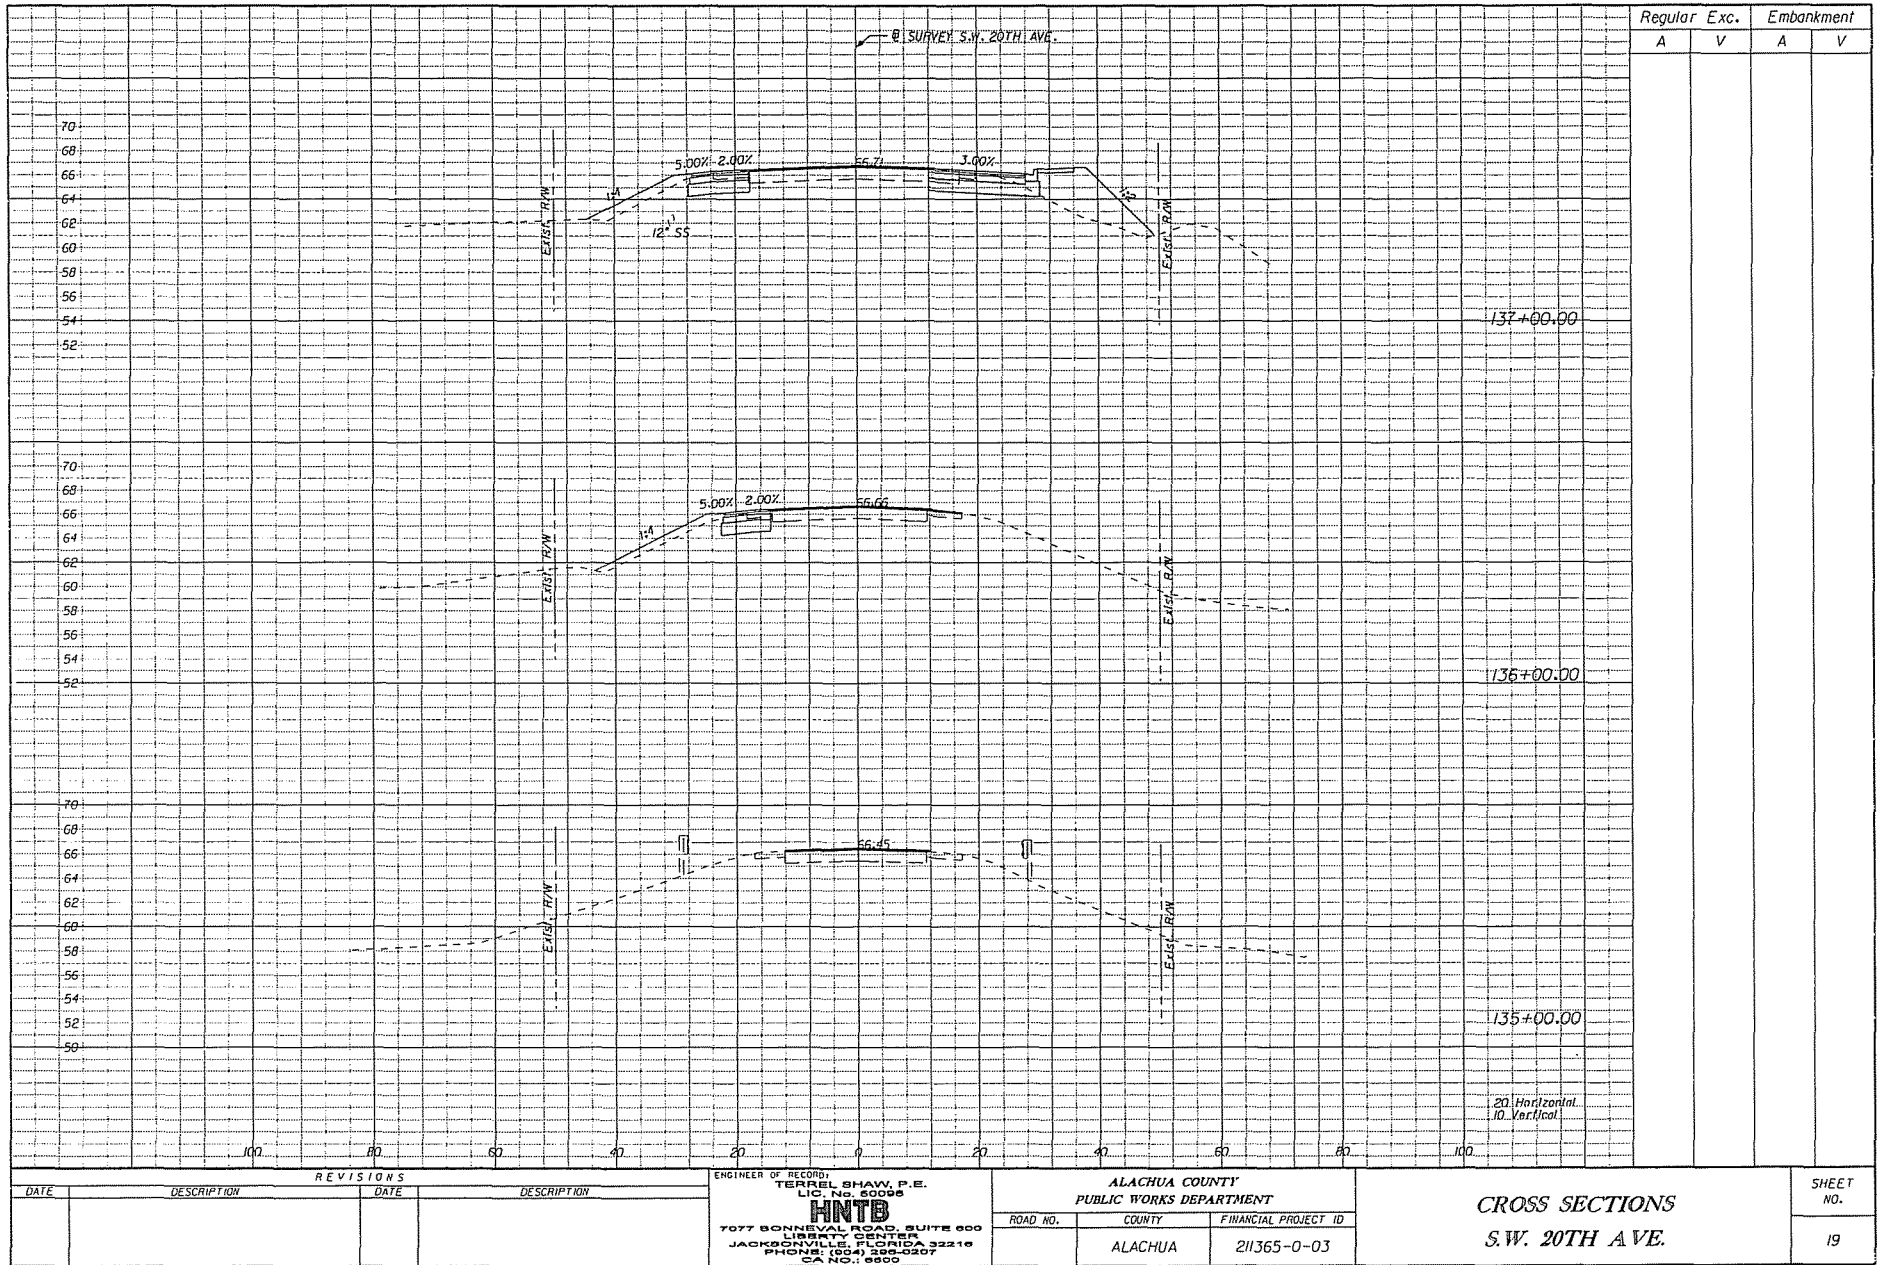 Regular Exc. Embankment
A V A V
℄ SURVEY S.W. 20TH AVE.
70
68
66
64
62
60
58
56
54
52
5.00% 2.00% 66.71 3.00%
1:4
1:2
12" SS
Exist. R/W
Exist. R/W
137+00.00
70
68
66
64
62
60
58
56
54
52
5.00% 2.00% 66.66
1:4
Exist. R/W
Exist. R/W
136+00.00
70
68
66
64
62
60
58
56
54
52
50
66.45
Exist. R/W
Exist. R/W
135+00.00
20 Horizontal
10 Vertical
100 80 60 40 20 0 20 40 60 80 100
REVISIONS
DATE DESCRIPTION DATE DESCRIPTION
ENGINEER OF RECORD:
TERREL SHAW, P.E.
LIC. No. 50096
HNTB
7077 BONNEVAL ROAD, SUITE 600
LIBERTY CENTER
JACKSONVILLE, FLORIDA 32216
PHONE: (904) 296-0207
CA NO.: 6600
ALACHUA COUNTY
PUBLIC WORKS DEPARTMENT
ROAD NO. COUNTY FINANCIAL PROJECT ID
ALACHUA 211365-0-03
CROSS SECTIONS
S.W. 20TH AVE.
SHEET
NO.
19